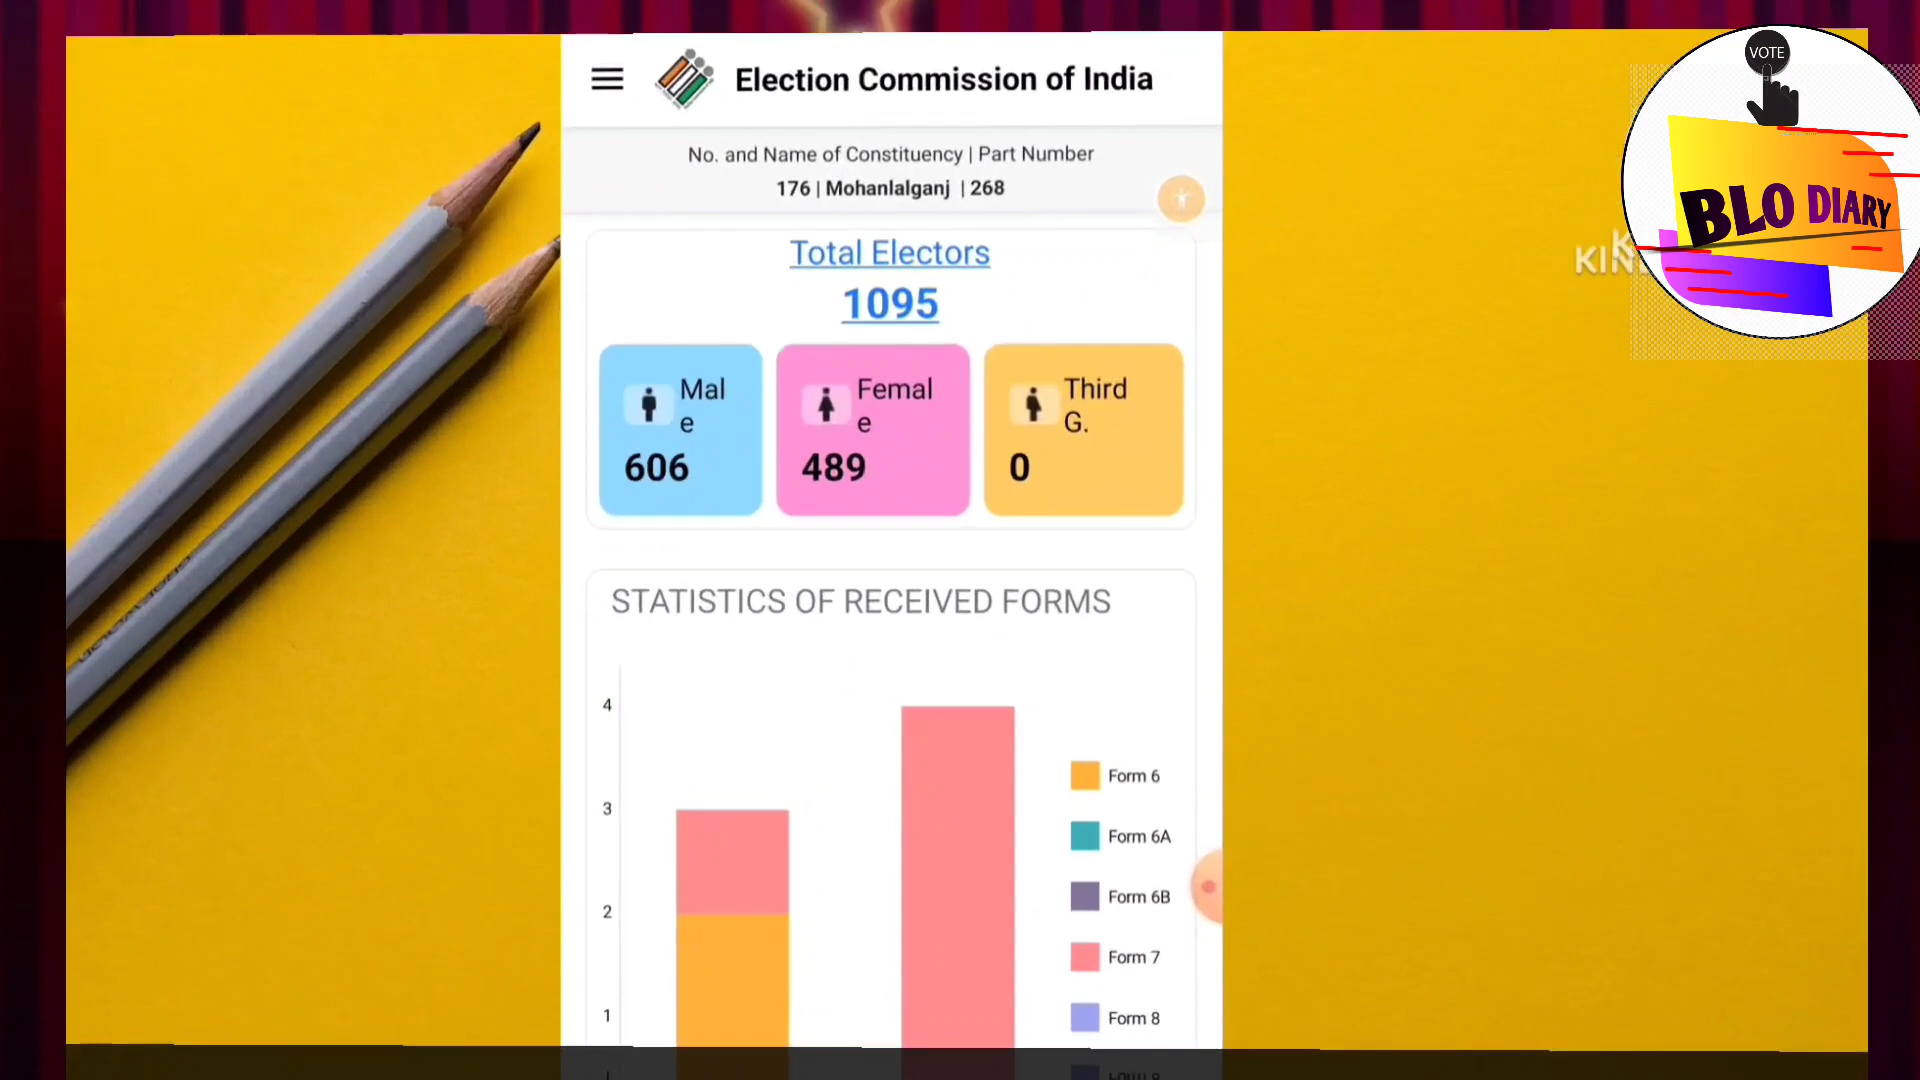 Election Commission of India
No. and Name of Constituency | Part Number
176 | Mohanlalganj | 268
Total Electors
1095
Mal
e
606
Femal
e
489
Third
G.
0
STATISTICS OF RECEIVED FORMS
4
3
2
1
Form 6
Form 6A
Form 6B
Form 7
Form 8
VOTE
BLO DIARY